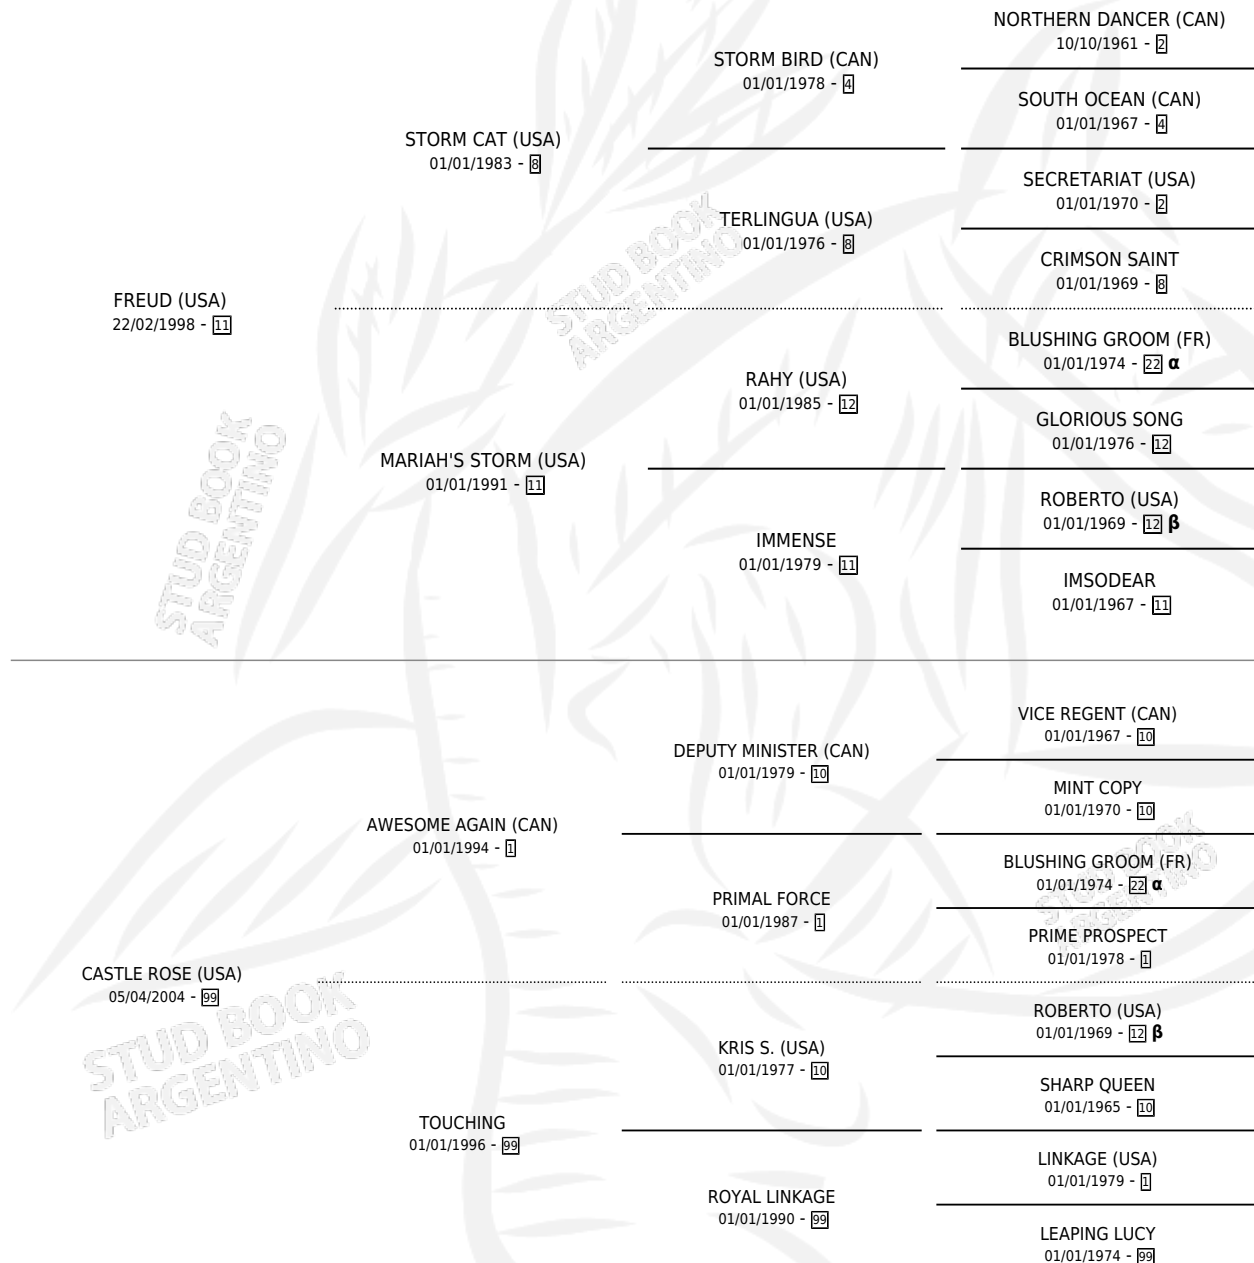 NORTHERN DANCER (CAN)
10/10/1961 - 2
STORM BIRD (CAN)
01/01/1978 - 4
SOUTH OCEAN (CAN)
01/01/1967 - 4
STORM CAT (USA)
01/01/1983 - 8
SECRETARIAT (USA)
01/01/1970 - 2
TERLINGUA (USA)
01/01/1976 - 8
CRIMSON SAINT
01/01/1969 - 8
STUD BOOK
ARGENTINO
FREUD (USA)
22/02/1998 - 11
BLUSHING GROOM (FR)
01/01/1974 - 22 α
RAHY (USA)
01/01/1985 - 12
GLORIOUS SONG
01/01/1976 - 12
MARIAH'S STORM (USA)
01/01/1991 - 11
ROBERTO (USA)
01/01/1969 - 12 β
IMMENSE
01/01/1979 - 11
IMSODEAR
01/01/1967 - 11
STUD BOOK
ARGENTINO
VICE REGENT (CAN)
01/01/1967 - 10
DEPUTY MINISTER (CAN)
01/01/1979 - 10
MINT COPY
01/01/1970 - 10
AWESOME AGAIN (CAN)
01/01/1994 - 1
BLUSHING GROOM (FR)
01/01/1974 - 22 α
PRIMAL FORCE
01/01/1987 - 1
PRIME PROSPECT
01/01/1978 - 1
STUD BOOK
ARGENTINO
CASTLE ROSE (USA)
05/04/2004 - 99
ROBERTO (USA)
01/01/1969 - 12 β
KRIS S. (USA)
01/01/1977 - 10
SHARP QUEEN
01/01/1965 - 10
TOUCHING
01/01/1996 - 99
LINKAGE (USA)
01/01/1979 - 1
ROYAL LINKAGE
01/01/1990 - 99
LEAPING LUCY
01/01/1974 - 99
STUD BOOK
ARGENTINO